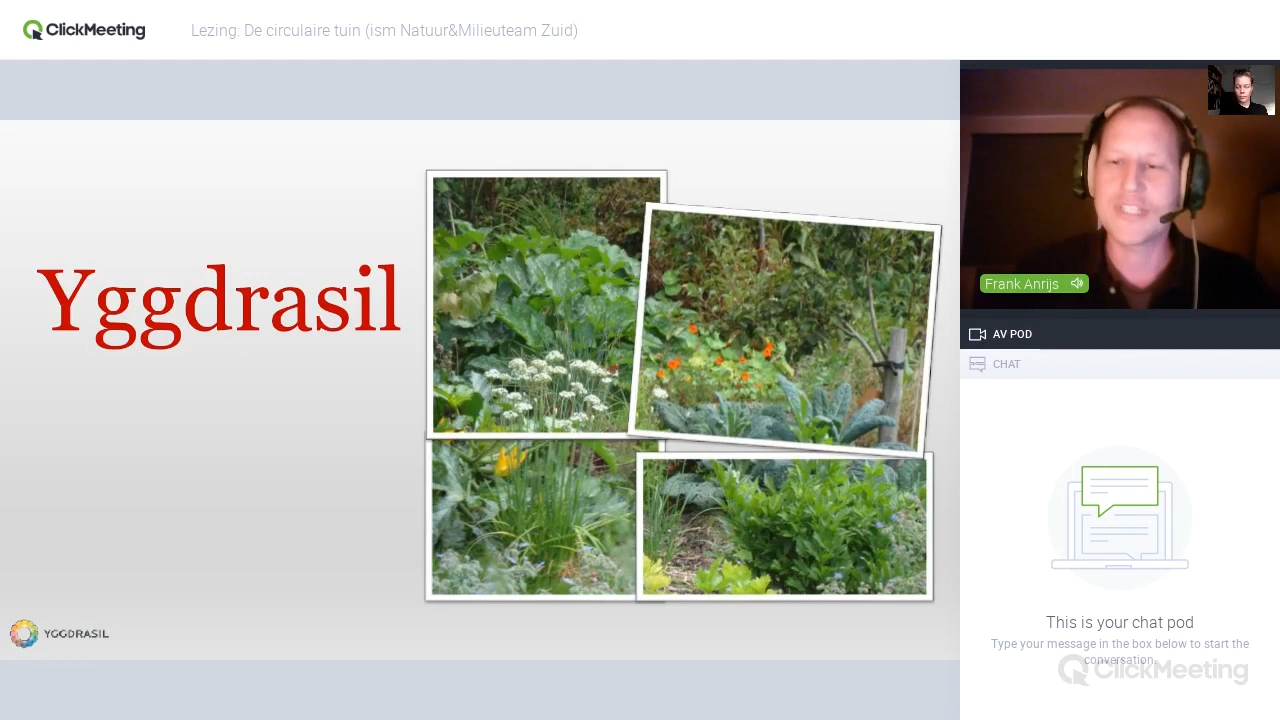 ClickMeeting
Lezing: De circulaire tuin (ism Natuur&Milieuteam Zuid)
Yggdrasil
YGGDRASIL
Frank Anrijs
AV POD
CHAT
This is your chat pod
Type your message in the box below to start the
conversation.
ClickMeeting